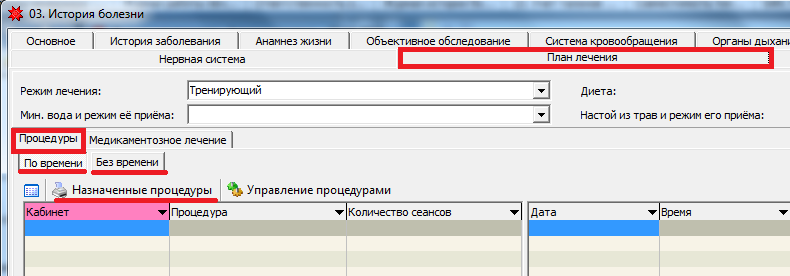 03. История болезни
Основное История заболевания Анамнез жизни Объективное обследование Система кровообращения Органы дыхани
Нервная система План лечения
Режим лечения: Тренирующий Диета:
Мин. вода и режим её приёма: Настой из трав и режим его приёма:
Процедуры Медикаментозное лечение
По времени Без времени
Назначенные процедуры Управление процедурами
Кабинет Процедура Количество сеансов Дата Время